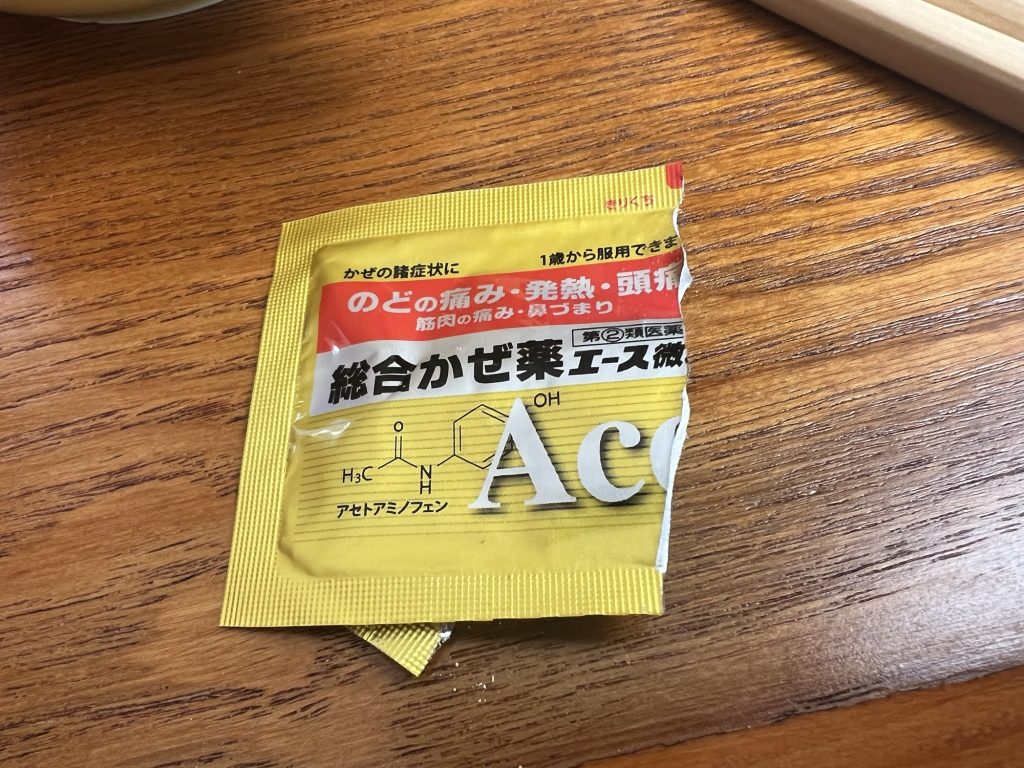 切りくち
かぜの諸症状に 1歳から服用できま
のどの痛み・発熱・頭痛
筋肉の痛み・鼻づまり
第②類医薬
総合かぜ薬エース微
OH
O
H₃C
N
H
Acc
アセトアミノフェン